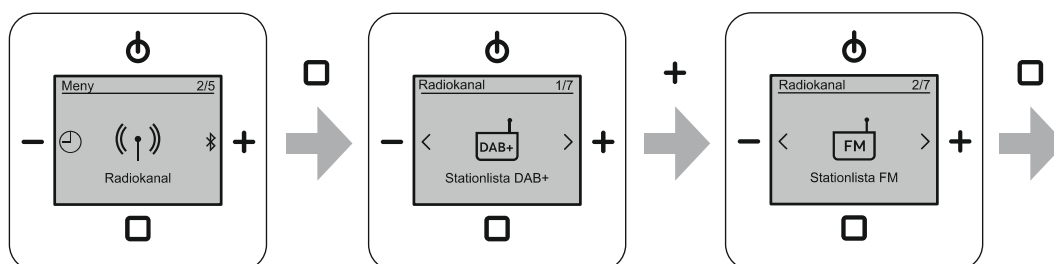 Meny 2/5
Radiokanal
Radiokanal 1/7
DAB+
Stationlista DAB+
Radiokanal 2/7
FM
Stationlista FM